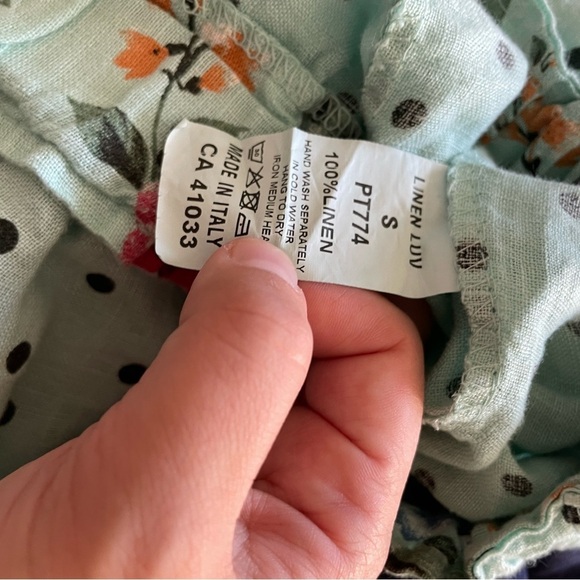 LINEN LUV
S
PT774
100%LINEN
HAND WASH SEPARATELY
IN COLD WATER
HANG TO DRY
IRON MEDIUM HEA
MADE IN ITALY
CA 41033